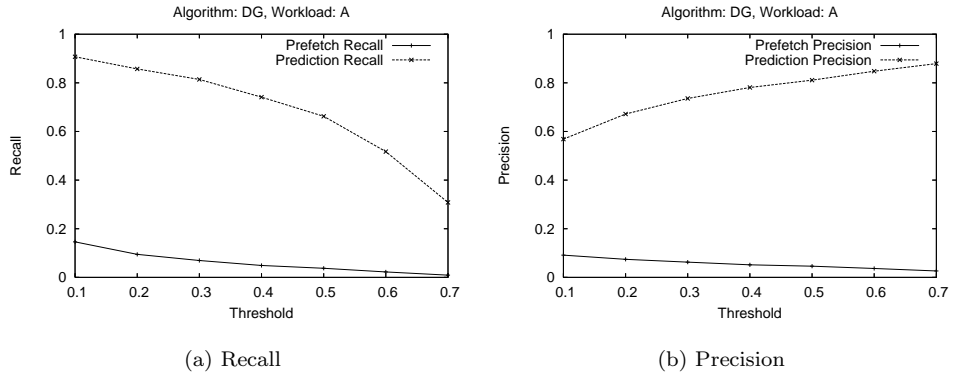 Algorithm: DG, Workload: A
1
0.8
0.6
0.4
0.2
0
0.1 0.2 0.3 0.4 0.5 0.6 0.7
Recall
Threshold
Prefetch Recall
Prediction Recall
(a) Recall
Algorithm: DG, Workload: A
1
0.8
0.6
0.4
0.2
0
0.1 0.2 0.3 0.4 0.5 0.6 0.7
Precision
Threshold
Prefetch Precision
Prediction Precision
(b) Precision